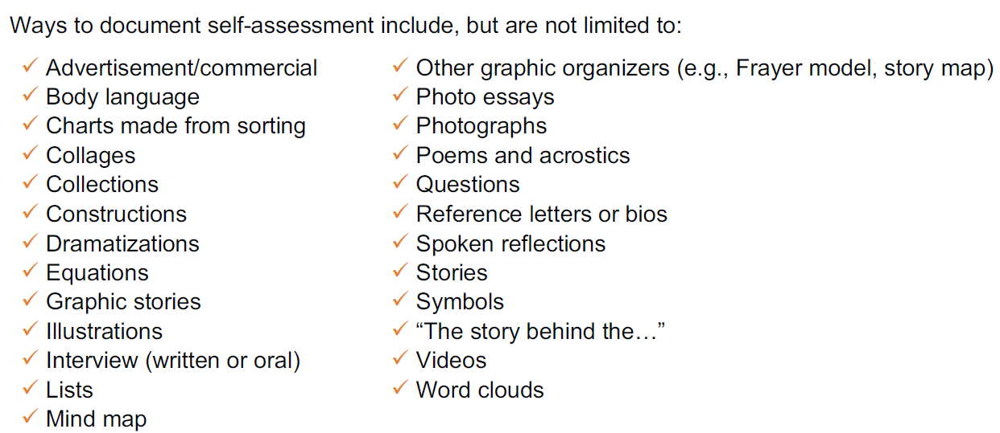 Ways to document self-assessment include, but are not limited to:
✓ Advertisement/commercial
✓ Body language
✓ Charts made from sorting
✓ Collages
✓ Collections
✓ Constructions
✓ Dramatizations
✓ Equations
✓ Graphic stories
✓ Illustrations
✓ Interview (written or oral)
✓ Lists
✓ Mind map
✓ Other graphic organizers (e.g., Frayer model, story map)
✓ Photo essays
✓ Photographs
✓ Poems and acrostics
✓ Questions
✓ Reference letters or bios
✓ Spoken reflections
✓ Stories
✓ Symbols
✓ “The story behind the…”
✓ Videos
✓ Word clouds